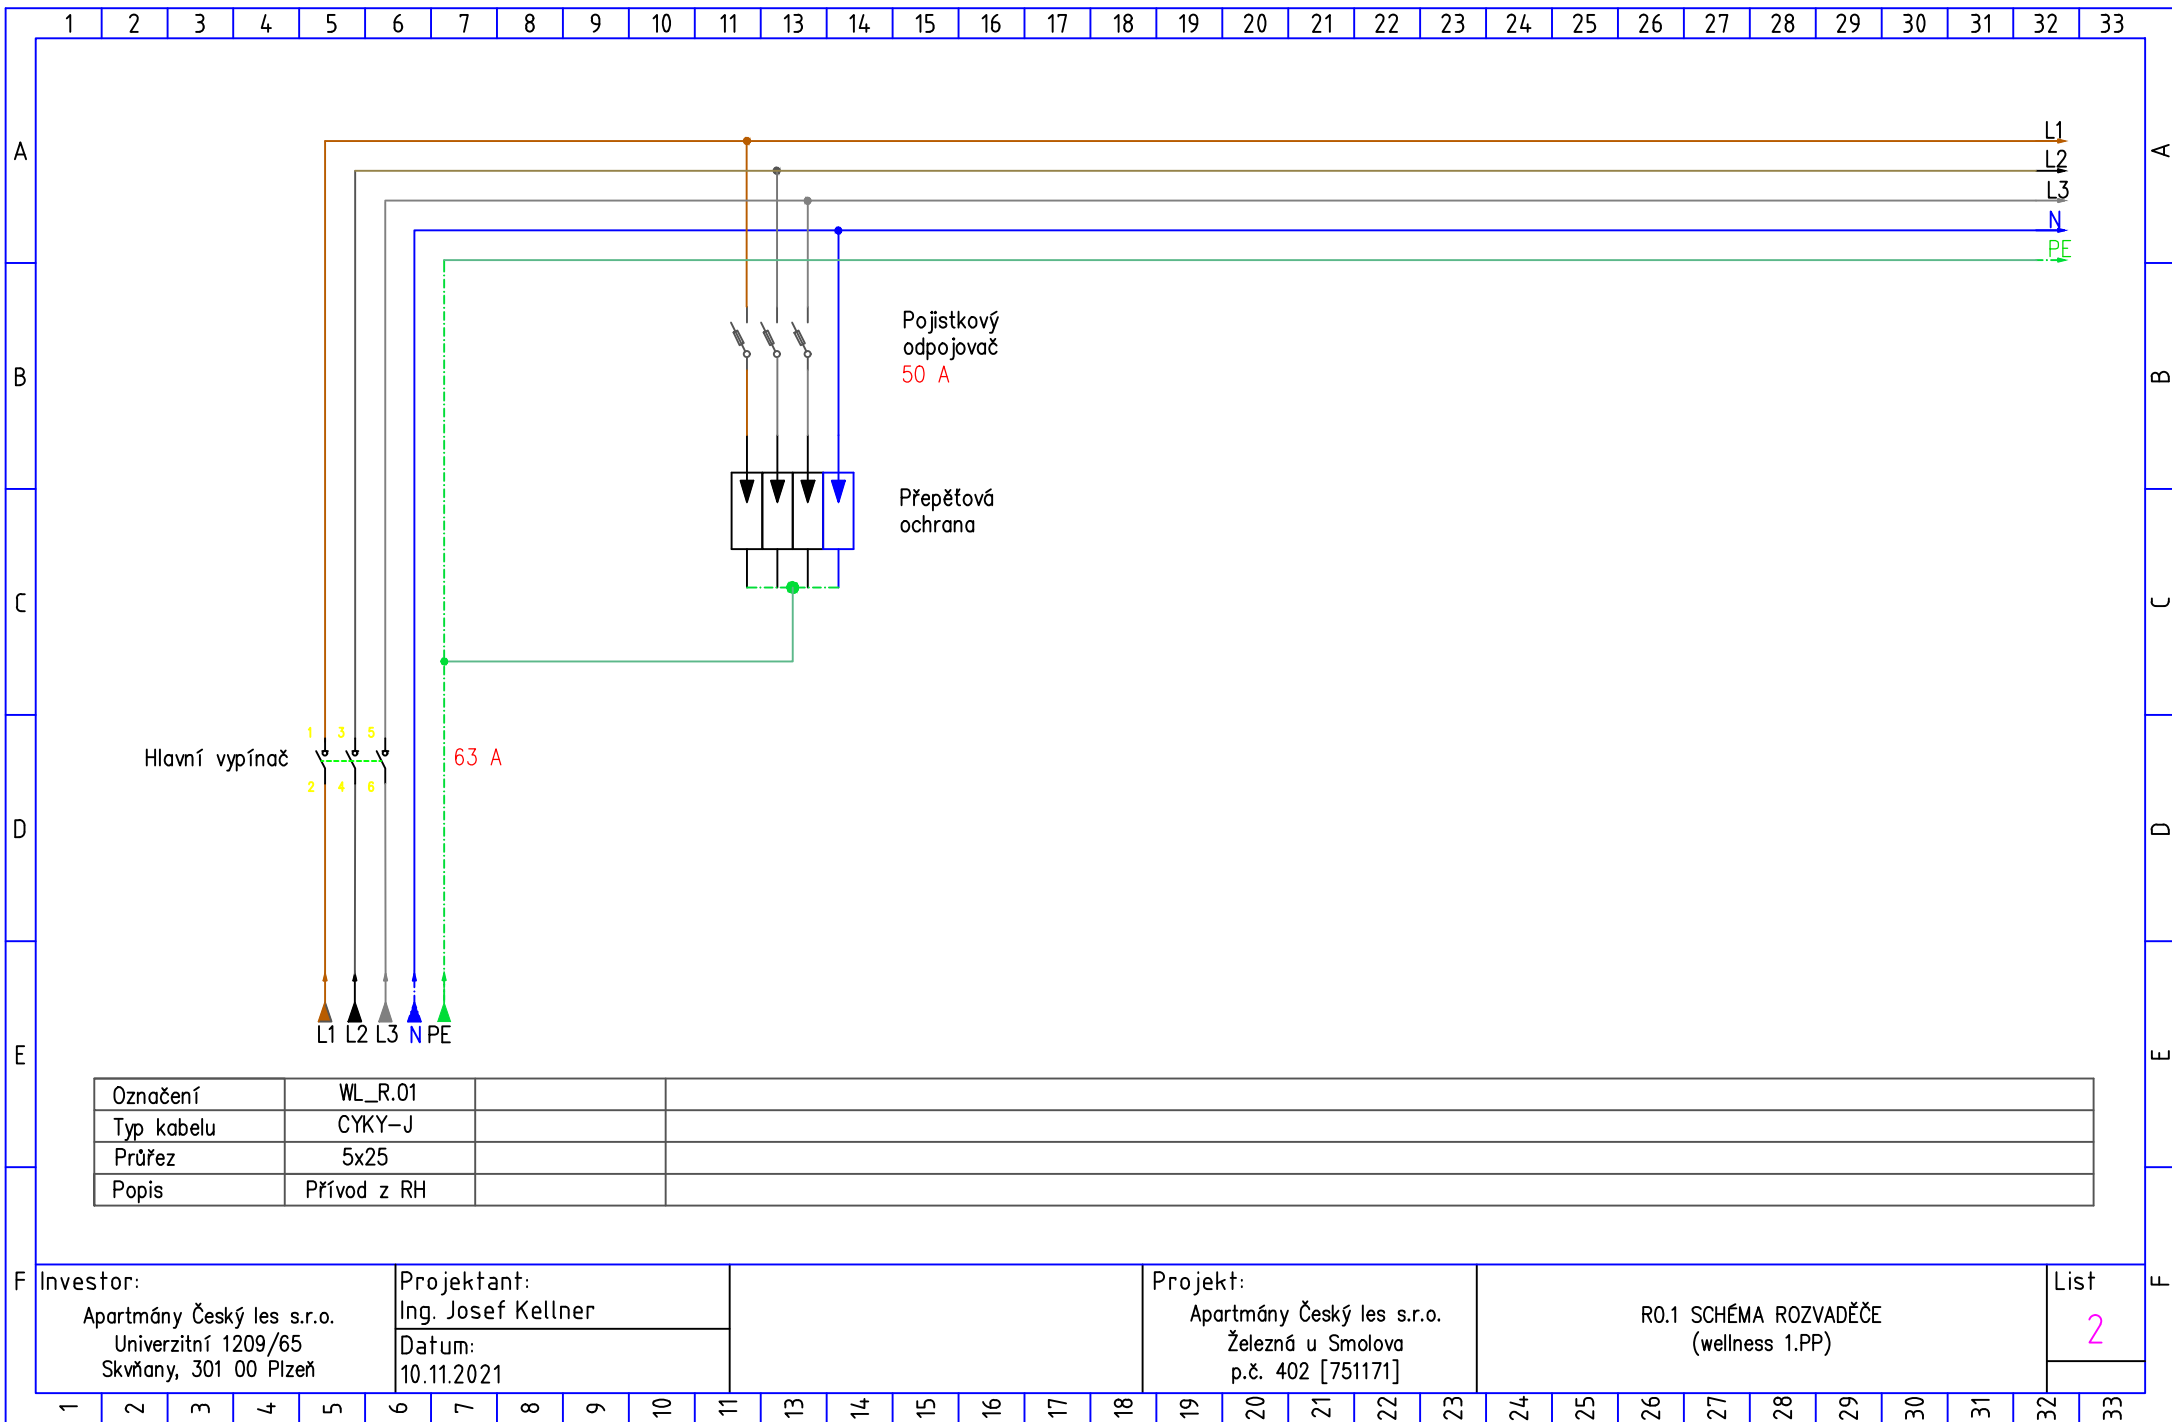 1 2 3 4 5 6 7 8 9 10 11 13 14 15 16 17 18 19 20 21 22 23 24 25 26 27 28 29 30 31 32 33
A A
L1
L2
L3
N
PE
Pojistkový
odpojovač
50 A
B B
Přepěťová
ochrana
C C
1 3 5
Hlavní vypínač 63 A
2 4 6
D D
L1 L2 L3 N PE
E E
Označení WL_R.01
Typ kabelu CYKY-J
Průřez 5x25
Popis Přívod z RH
F F
Investor:
Apartmány Český les s.r.o.
Univerzitní 1209/65
Skvňany, 301 00 Plzeň
Projektant:
Ing. Josef Kellner
Datum:
10.11.2021
Projekt:
Apartmány Český les s.r.o.
Železná u Smolova
p.č. 402 [751171]
R0.1 SCHÉMA ROZVADĚČE
(wellness 1.PP)
List
2
1 2 3 4 5 6 7 8 9 10 11 13 14 15 16 17 18 19 20 21 22 23 24 25 26 27 28 29 30 31 32 33